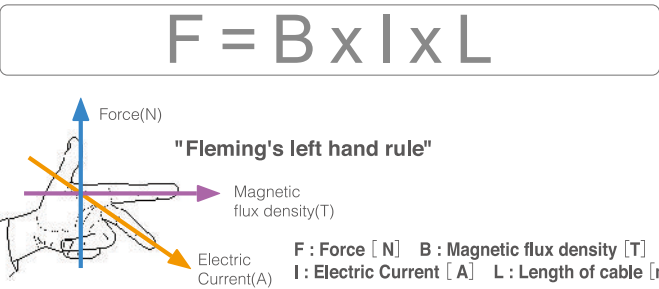 F = B x I x L
Force(N)
"Fleming's left hand rule"
Magnetic
flux density(T)
Electric
Current(A)
F : Force [ N ] B : Magnetic flux density [T]
I : Electric Current [ A ] L : Length of cable [